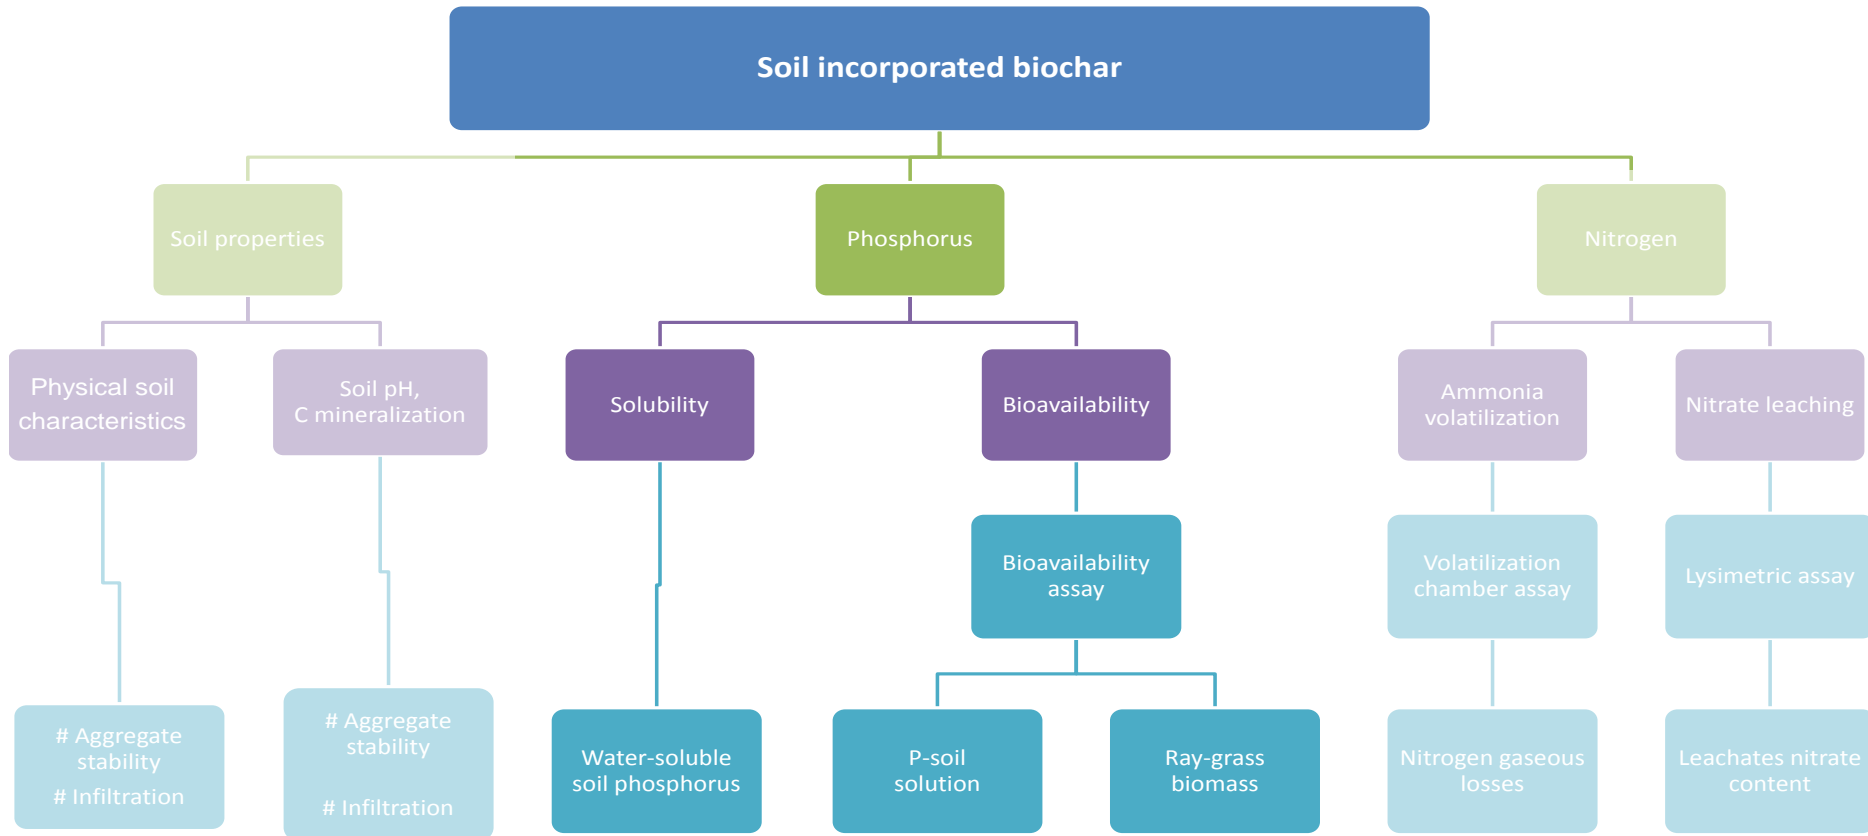 Soil incorporated biochar
Soil properties
Phosphorus
Nitrogen
Physical soil
characteristics
Soil pH,
C mineralization
Solubility
Bioavailability
Ammonia
volatilization
Nitrate leaching
Bioavailability
assay
Volatilization
chamber assay
Lysimetric assay
# Aggregate
stability
# Infiltration
# Aggregate
stability
# Infiltration
Water-soluble
soil phosphorus
P-soil
solution
Ray-grass
biomass
Nitrogen gaseous
losses
Leachates nitrate
content